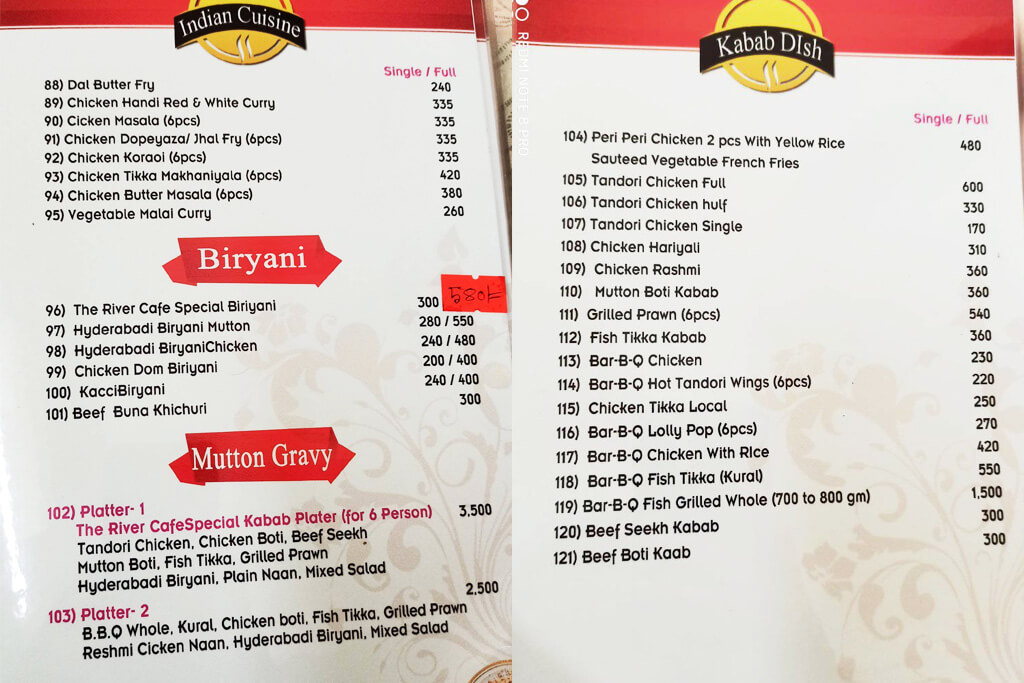 Indian Cuisine
Single / Full
88) Dal Butter Fry 240
89) Chicken Handi Red & White Curry 335
90) Cicken Masala (6pcs) 335
91) Chicken Dopeyaza/ Jhal Fry (6pcs) 335
92) Chicken Koraoi (6pcs) 335
93) Chicken Tikka Makhaniyala (6pcs) 420
94) Chicken Butter Masala (6pcs) 380
95) Vegetable Malai Curry 260
Biryani
96) The River Cafe Special Biriyani 300 580/=
97) Hyderabadi Biryani Mutton 280 / 550
98) Hyderabadi BiryaniChicken 240 / 480
99) Chicken Dom Biriyani 200 / 400
100) KacciBiryani 240 / 400
101) Beef Buna Khichuri 300
Mutton Gravy
102) Platter- 1 3,500
The River CafeSpecial Kabab Plater (for 6 Person)
Tandori Chicken, Chicken Boti, Beef Seekh
Mutton Boti, Fish Tikka, Grilled Prawn
Hyderabadi Biryani, Plain Naan, Mixed Salad
103) Platter- 2 2,500
B.B.Q Whole, Kural, Chicken boti, Fish Tikka, Grilled Prawn
Reshmi Cicken Naan, Hyderabadi Biryani, Mixed Salad
REDMI NOTE 8 PRO
Kabab DIsh
Single / Full
104) Peri Peri Chicken 2 pcs With Yellow Rice 480
Sauteed Vegetable French Fries
105) Tandori Chicken Full 600
106) Tandori Chicken hulf 330
107) Tandori Chicken Single 170
108) Chicken Hariyali 310
109) Chicken Rashmi 360
110) Mutton Boti Kabab 360
111) Grilled Prawn (6pcs) 540
112) Fish Tikka Kabab 360
113) Bar-B-Q Chicken 230
114) Bar-B-Q Hot Tandori Wings (6pcs) 220
115) Chicken Tikka Local 250
116) Bar-B-Q Lolly Pop (6pcs) 270
117) Bar-B-Q Chicken With RIce 420
118) Bar-B-Q Fish Tikka (Kural) 550
119) Bar-B-Q Fish Grilled Whole (700 to 800 gm) 1,500
120) Beef Seekh Kabab 300
121) Beef Boti Kaab 300